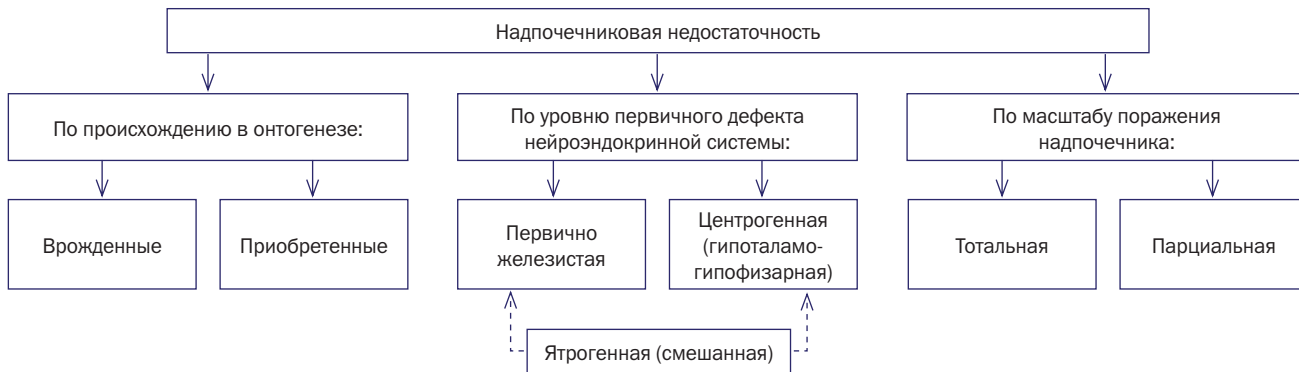 Надпочечниковая недостаточность
По происхождению в онтогенезе:
По уровню первичного дефекта
нейроэндокринной системы:
По масштабу поражения
надпочечника:
Врожденные
Приобретенные
Первично
железистая
Центрогенная
(гипоталамо-
гипофизарная)
Тотальная
Парциальная
Ятрогенная (смешанная)